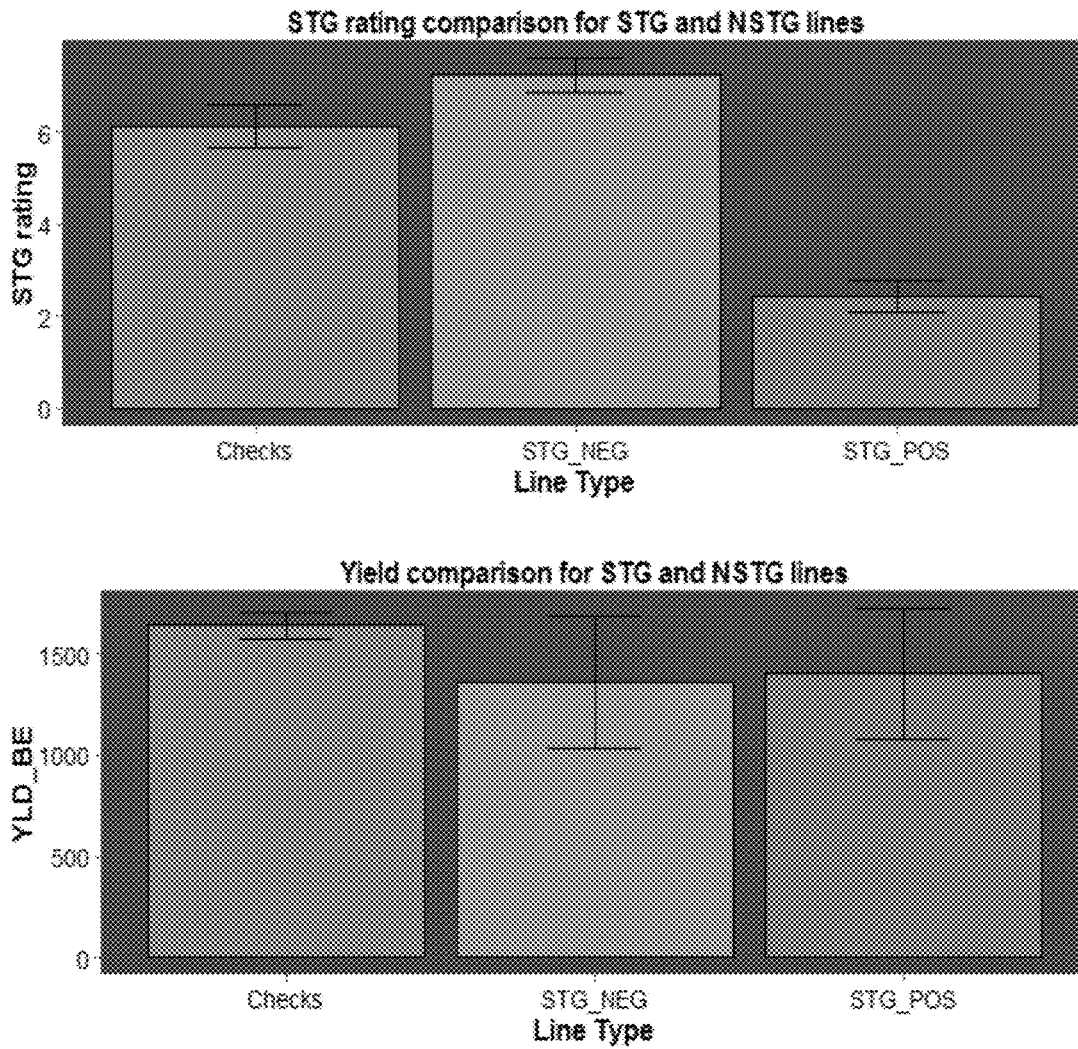 STG rating comparison for STG and NSTG lines
STG rating
6
4
2
0
Checks STG_NEG STG_POS
Line Type
Yield comparison for STG and NSTG lines
YLD_BE
1500
1000
500
0
Checks STG_NEG STG_POS
Line Type